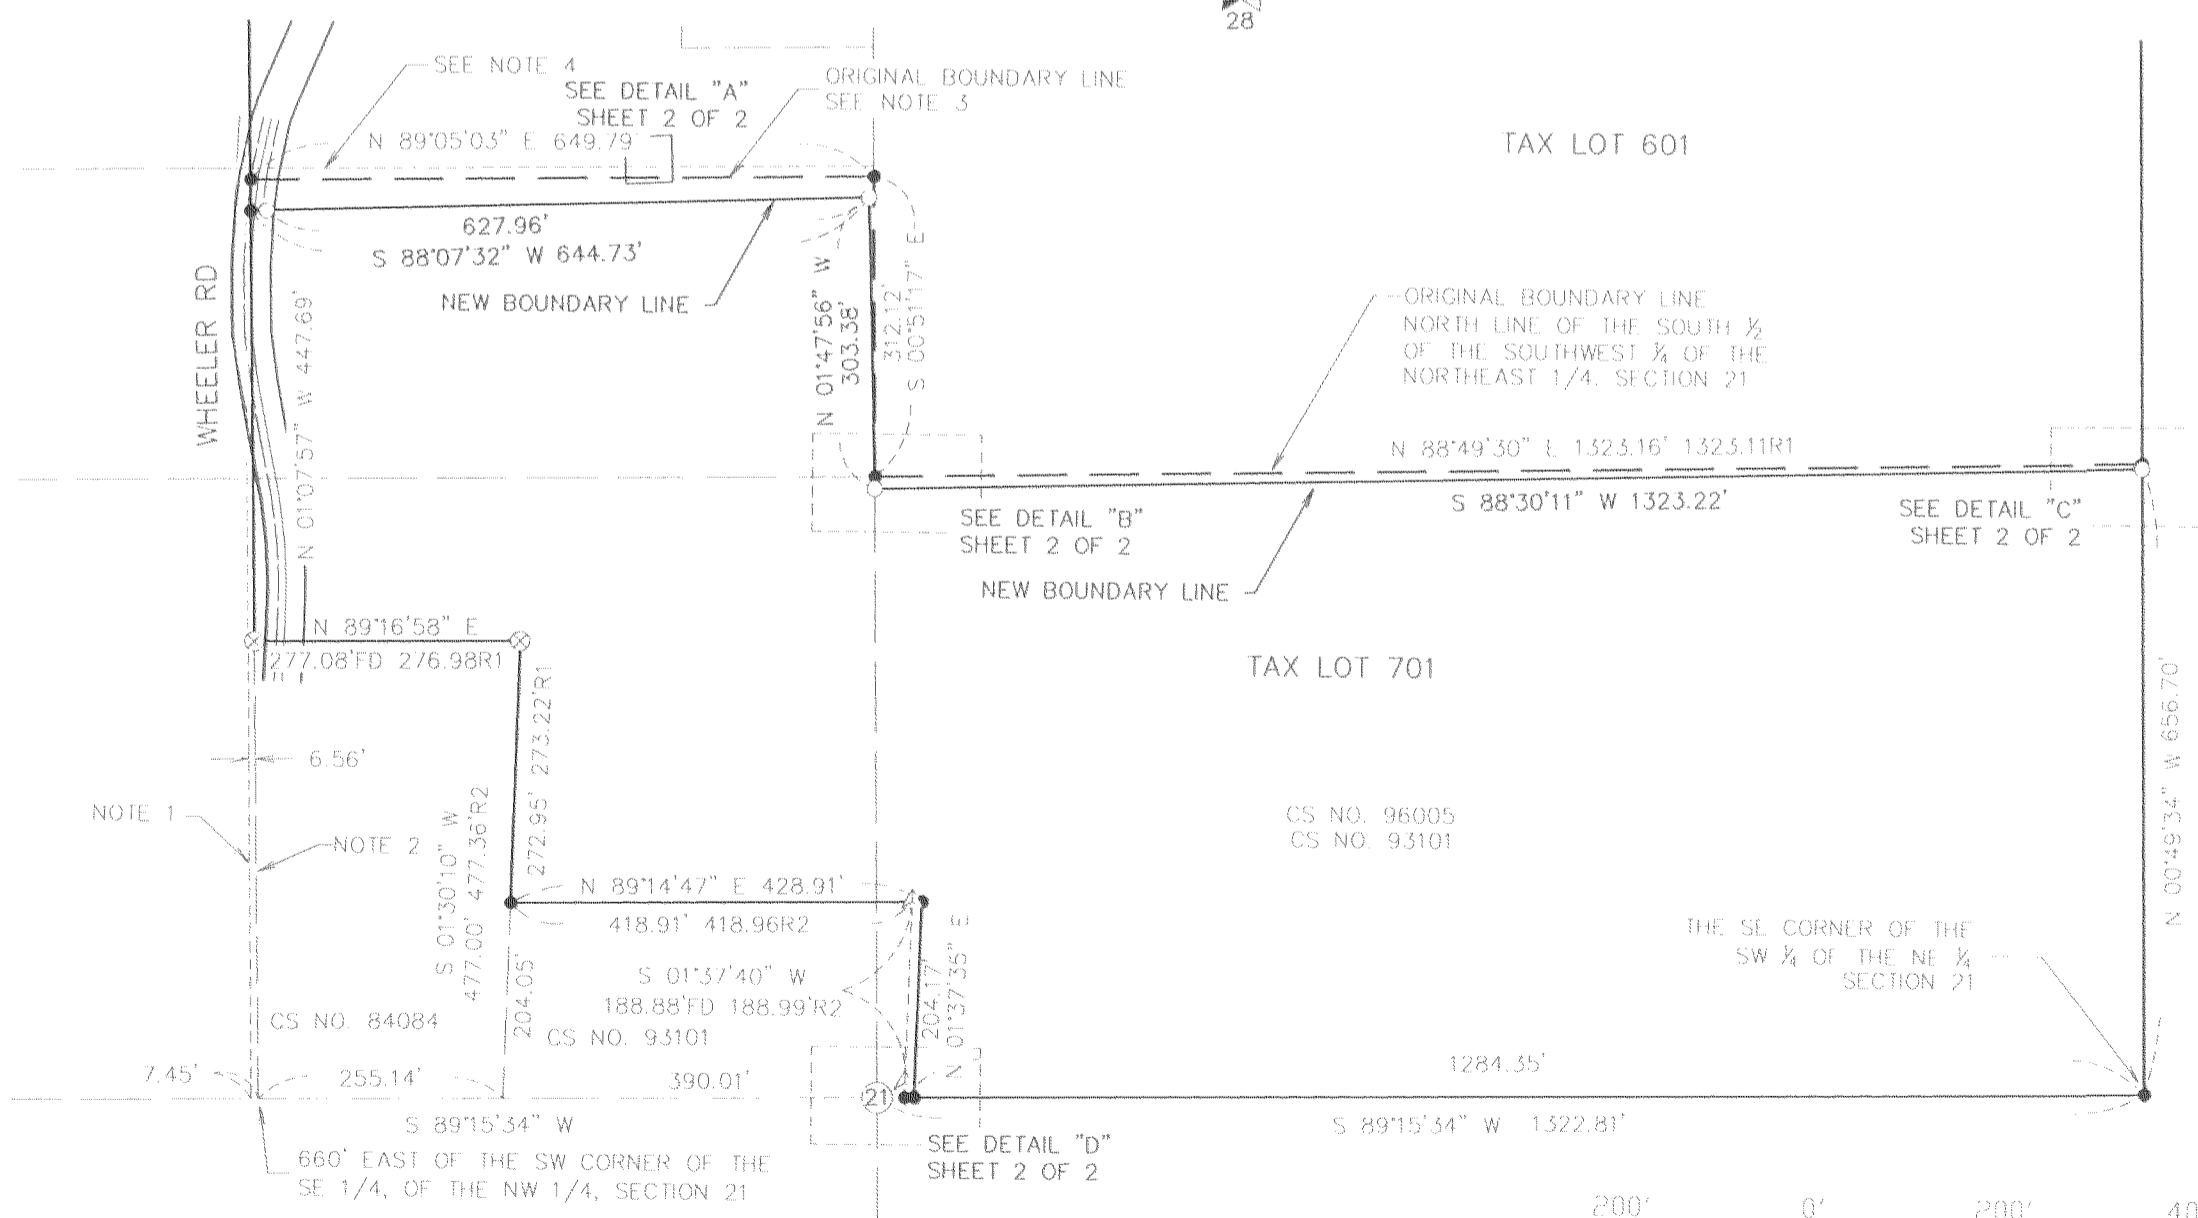 28
SEE NOTE 4
SEE DETAIL "A"
SHEET 2 OF 2
ORIGINAL BOUNDARY LINE
SEE NOTE 3
N 89°05'03" E 649.79'
TAX LOT 601
627.96'
S 88°07'32" W 644.73'
NEW BOUNDARY LINE
WHEELER RD
N 01°07'57" W 447.69'
N 01°47'56" W
303.38'
312.12'
S 00°51'17" E
ORIGINAL BOUNDARY LINE
NORTH LINE OF THE SOUTH ½
OF THE SOUTHWEST ¼ OF THE
NORTHEAST 1/4, SECTION 21
N 88°49'30" E 1323.16' 1323.11R1
S 88°30'11" W 1323.22'
SEE DETAIL "B"
SHEET 2 OF 2
SEE DETAIL "C"
SHEET 2 OF 2
NEW BOUNDARY LINE
N 89°16'58" E
277.08'FD 276.98R1
TAX LOT 701
272.95' 273.22'R1
6.56'
NOTE 1
NOTE 2
S 01°30'10" W
477.00' 477.36'R2
N 00°49'34" W 656.70'
CS NO. 96005
CS NO. 93101
N 89°14'47" E 428.91'
418.91' 418.96R2
S 01°37'40" W
188.88'FD 188.99'R2
204.17'
N 01°37'36" E
THE SE CORNER OF THE
SW ¼ OF THE NE ¼
SECTION 21
204.05'
CS NO. 84084
CS NO. 93101
7.45'
255.14'
390.01'
21
1284.35'
S 89°15'34" W
S 89°15'34" W 1322.81'
SEE DETAIL "D"
SHEET 2 OF 2
660' EAST OF THE SW CORNER OF THE
SE 1/4, OF THE NW 1/4, SECTION 21
200' 0' 200' 40